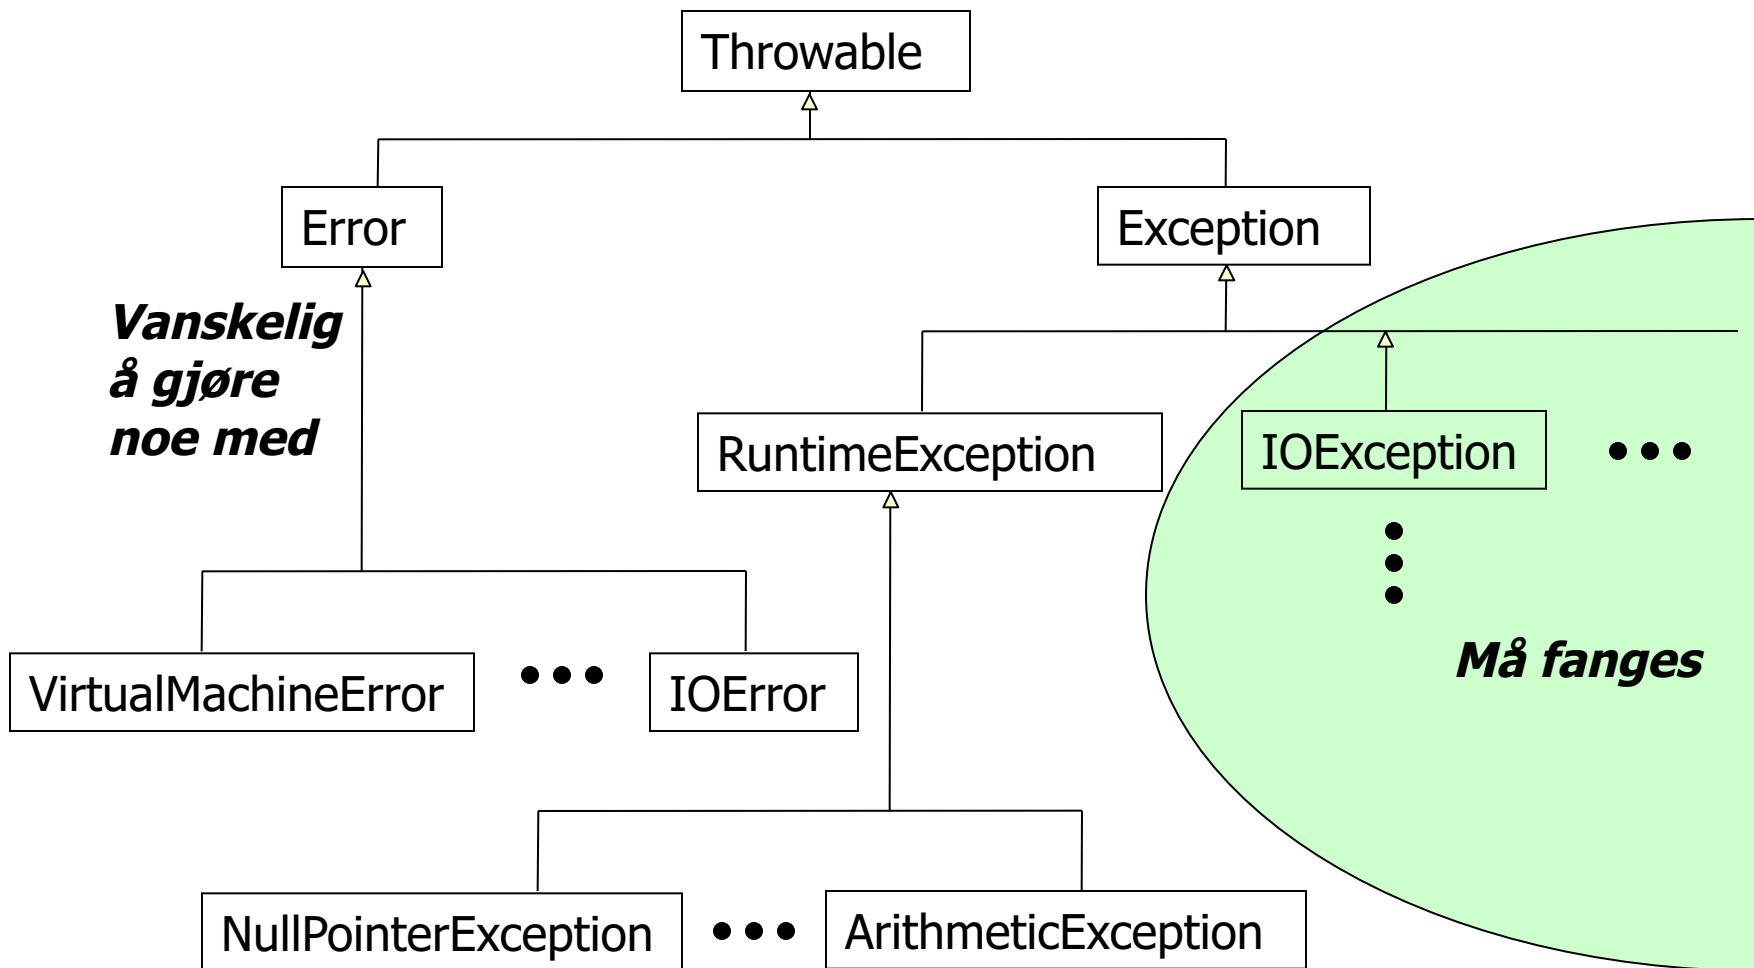 Throwable
Error
Exception
Vanskelig
å gjøre
noe med
RuntimeException
IOException
Må fanges
VirtualMachineError
IOError
NullPointerException
ArithmeticException